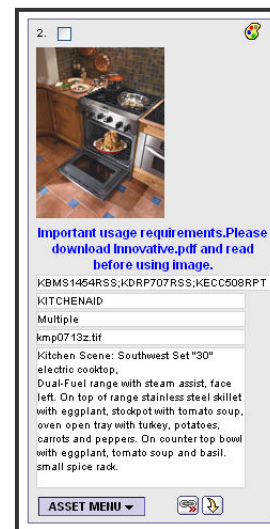 2.
Important usage requirements.Please
download Innovative.pdf and read
before using image.
KBMS1454RSS;KDRP707RSS;KECC508RPT
KITCHENAID
Multiple
kmp0713z.tif
Kitchen Scene: Southwest Set "30"
electric cooktop,
Dual-Fuel range with steam assist, face
left. On top of range stainless steel skillet
with eggplant, stockpot with tomato soup,
oven open tray with turkey, potatoes,
carrots and peppers. On counter top bowl
with eggplant, tomato soup and basil.
small spice rack.
ASSET MENU